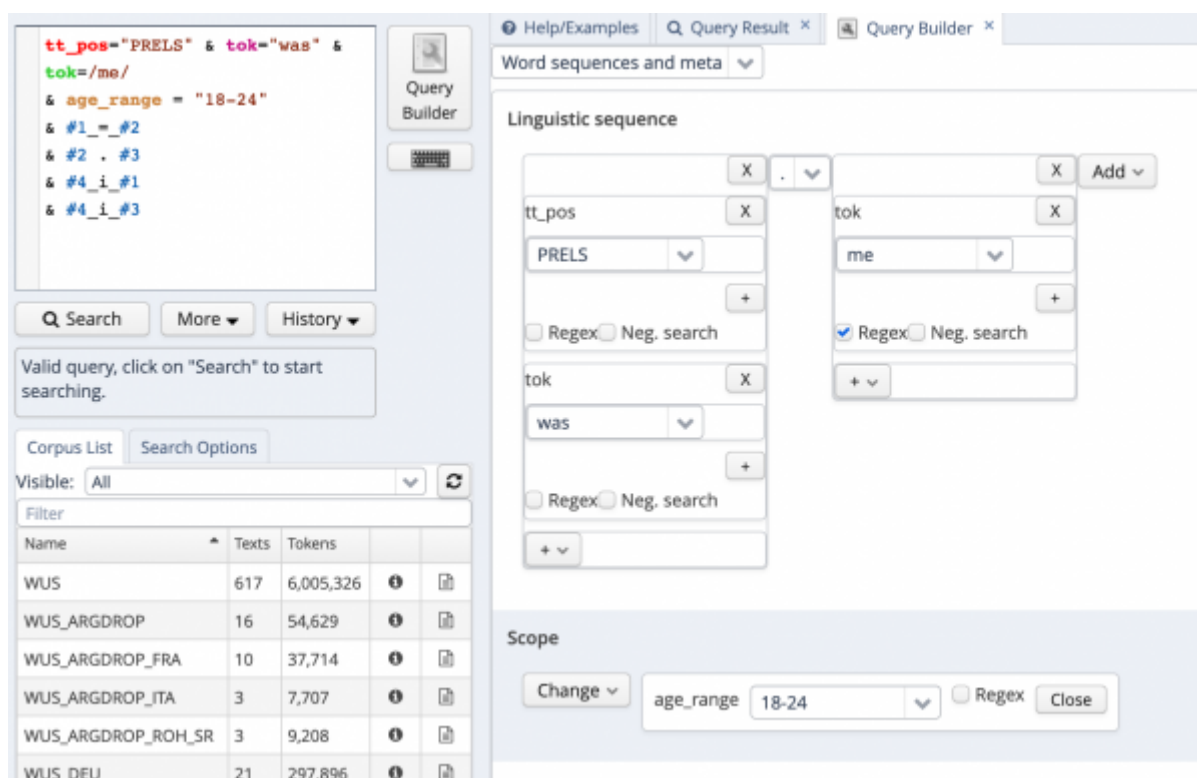 tt_pos="PRELS" & tok="was" &
tok=/me/
& age_range = "18-24"
& #1_=_#2
& #2 . #3
& #4_i_#1
& #4_i_#3
Query
Builder
Search More History
Valid query, click on "Search" to start
searching.
Corpus List Search Options
Visible: All
Filter
Name Texts Tokens
WUS 617 6,005,326
WUS_ARGDROP 16 54,629
WUS_ARGDROP_FRA 10 37,714
WUS_ARGDROP_ITA 3 7,707
WUS_ARGDROP_ROH_SR 3 9,208
WUS_DEU 21 297,896
Help/Examples Query Result × Query Builder ×
Word sequences and meta
Linguistic sequence
X . X Add
tt_pos X
PRELS
+
Regex Neg. search
tok X
was
+
Regex Neg. search
+
tok X
me
+
Regex Neg. search
+
Scope
Change age_range 18-24 Regex Close